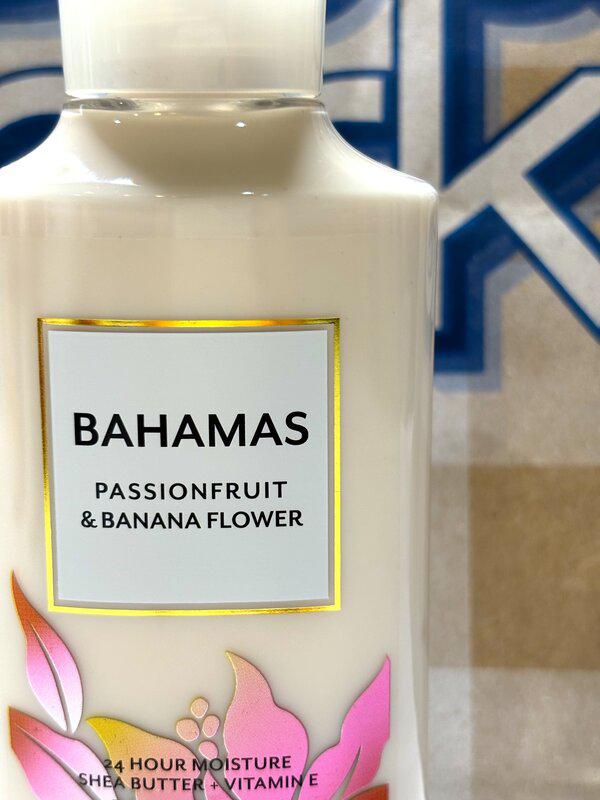 BAHAMAS
PASSIONFRUIT
& BANANA FLOWER
24 HOUR MOISTURE
SHEA BUTTER + VITAMIN E
k